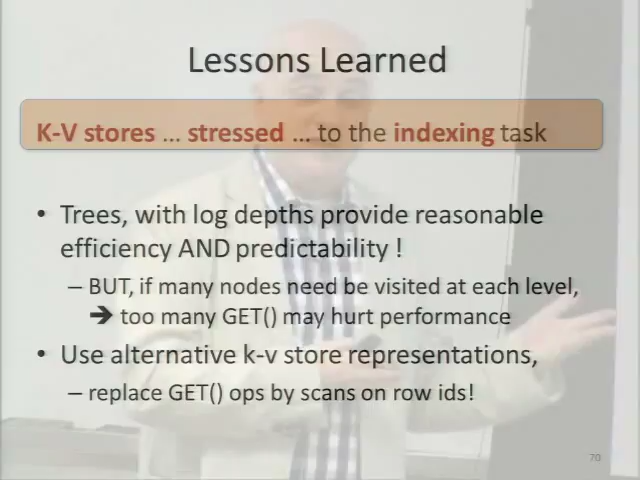 Lessons Learned
K-V stores ... stressed ... to the indexing task
• Trees, with log depths provide reasonable
efficiency AND predictability !
– BUT, if many nodes need be visited at each level,
➔ too many GET() may hurt performance
• Use alternative k-v store representations,
– replace GET() ops by scans on row ids!
70